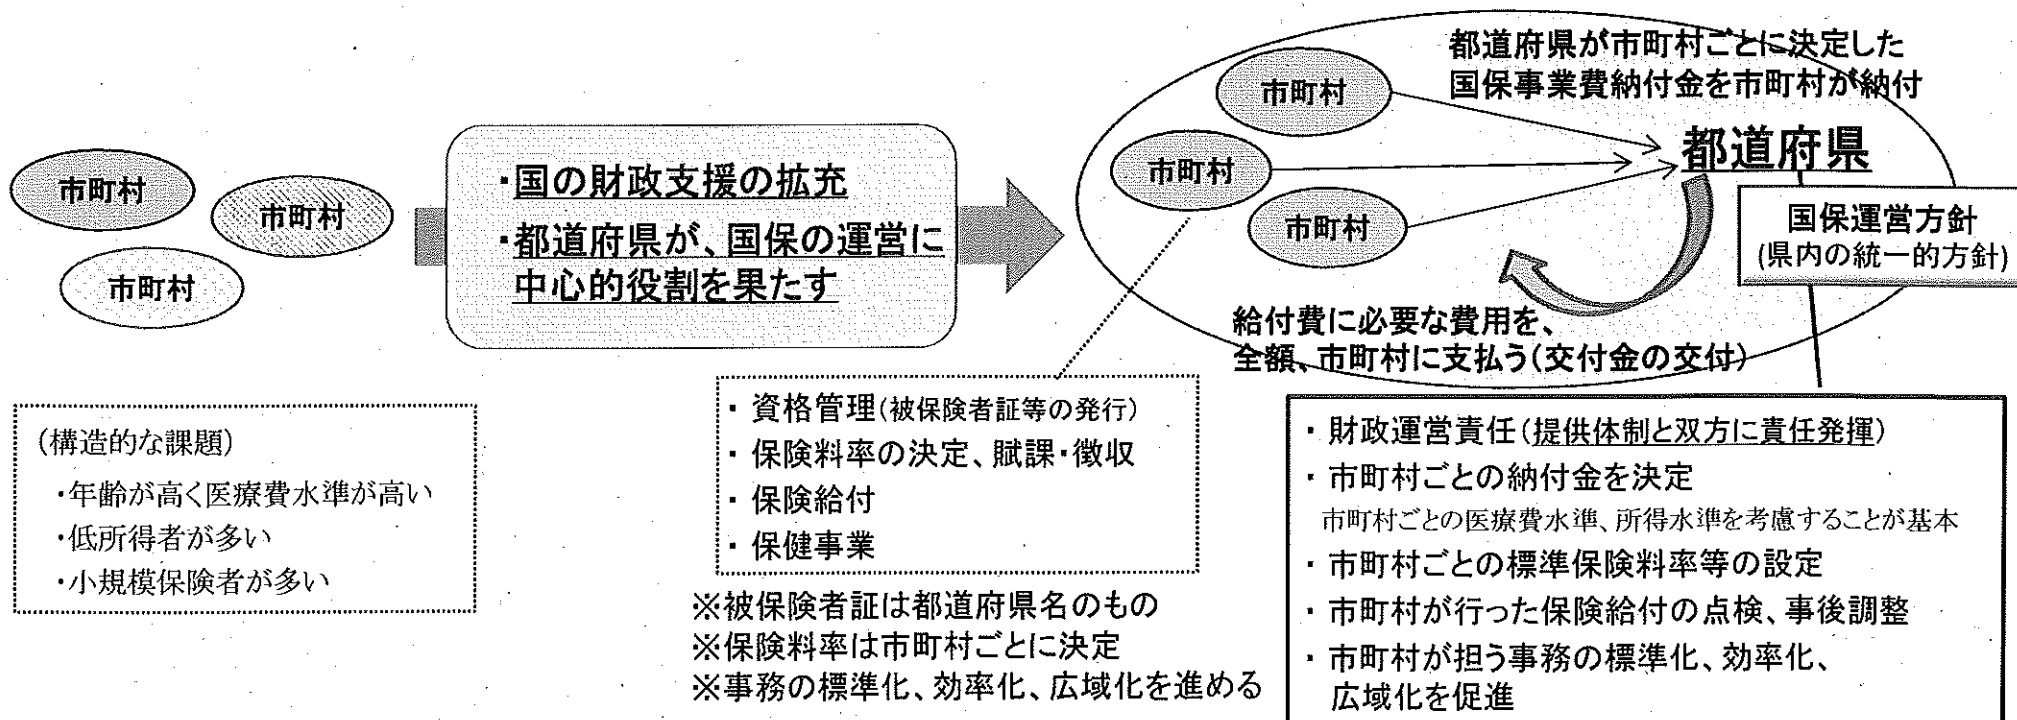 市町村
市町村
市町村
(構造的な課題)
・年齢が高く医療費水準が高い
・低所得者が多い
・小規模保険者が多い
・国の財政支援の拡充
・都道府県が、国保の運営に
中心的役割を果たす
都道府県が市町村ごとに決定した
国保事業費納付金を市町村が納付
市町村
市町村
市町村
都道府県
国保運営方針
(県内の統一的方針)
給付費に必要な費用を、
全額、市町村に支払う(交付金の交付)
・資格管理(被保険者証等の発行)
・保険料率の決定、賦課・徴収
・保険給付
・保健事業
※被保険者証は都道府県名のもの
※保険料率は市町村ごとに決定
※事務の標準化、効率化、広域化を進める
・財政運営責任(提供体制と双方に責任発揮)
・市町村ごとの納付金を決定
市町村ごとの医療費水準、所得水準を考慮することが基本
・市町村ごとの標準保険料率等の設定
・市町村が行った保険給付の点検、事後調整
・市町村が担う事務の標準化、効率化、
広域化を促進